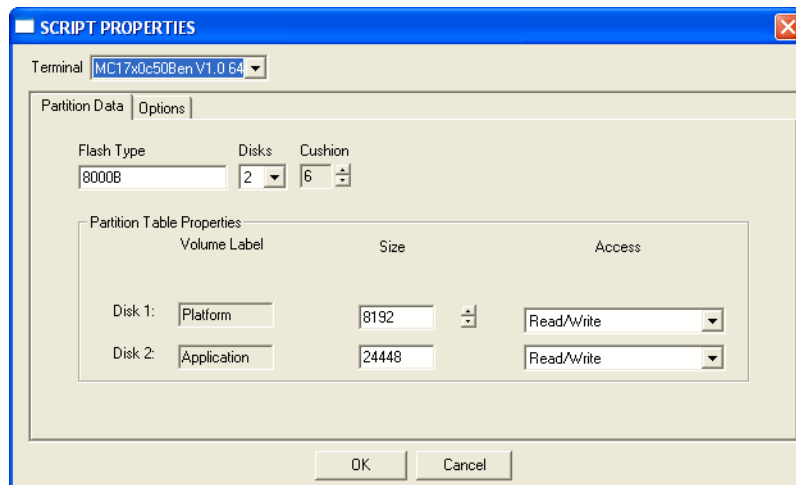 SCRIPT PROPERTIES
Terminal MC17x0c50Ben V1.0 64
Partition Data Options
Flash Type Disks Cushion
8000B 2 6
Partition Table Properties
Volume Label Size Access
Disk 1: Platform 8192 Read/Write
Disk 2: Application 24448 Read/Write
OK Cancel